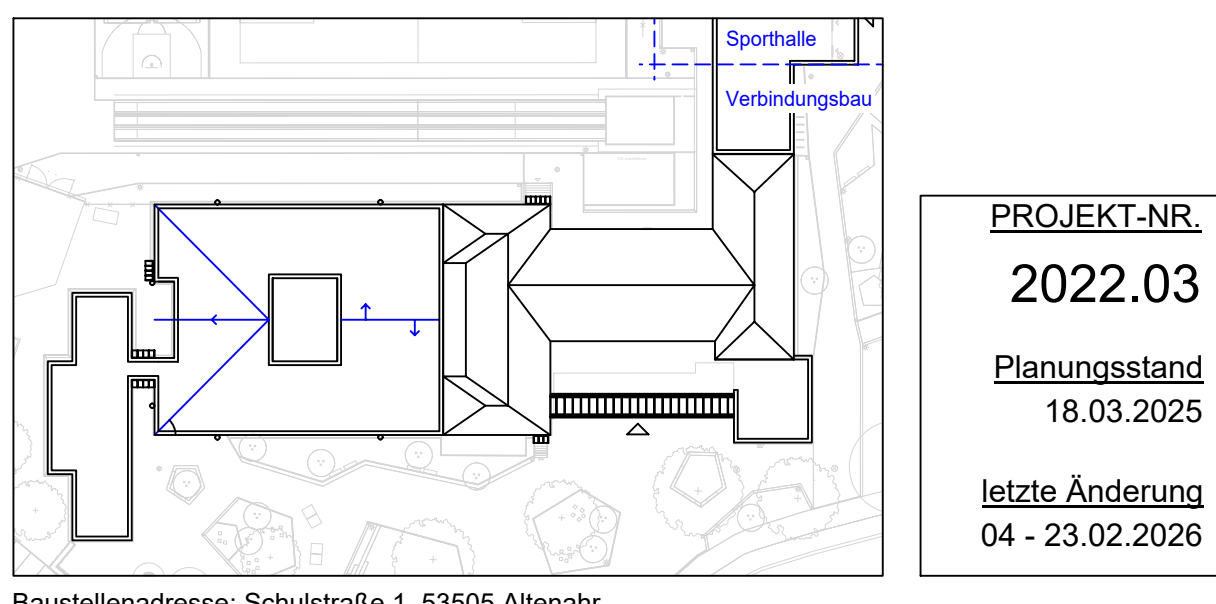 Sporthalle
Verbindungsbau
PROJEKT-NR.
2022.03
Planungsstand
18.03.2025
letzte Änderung
04 - 23.02.2026
Baustellenadresse: Schulstraße 1, 53505 Altenahr